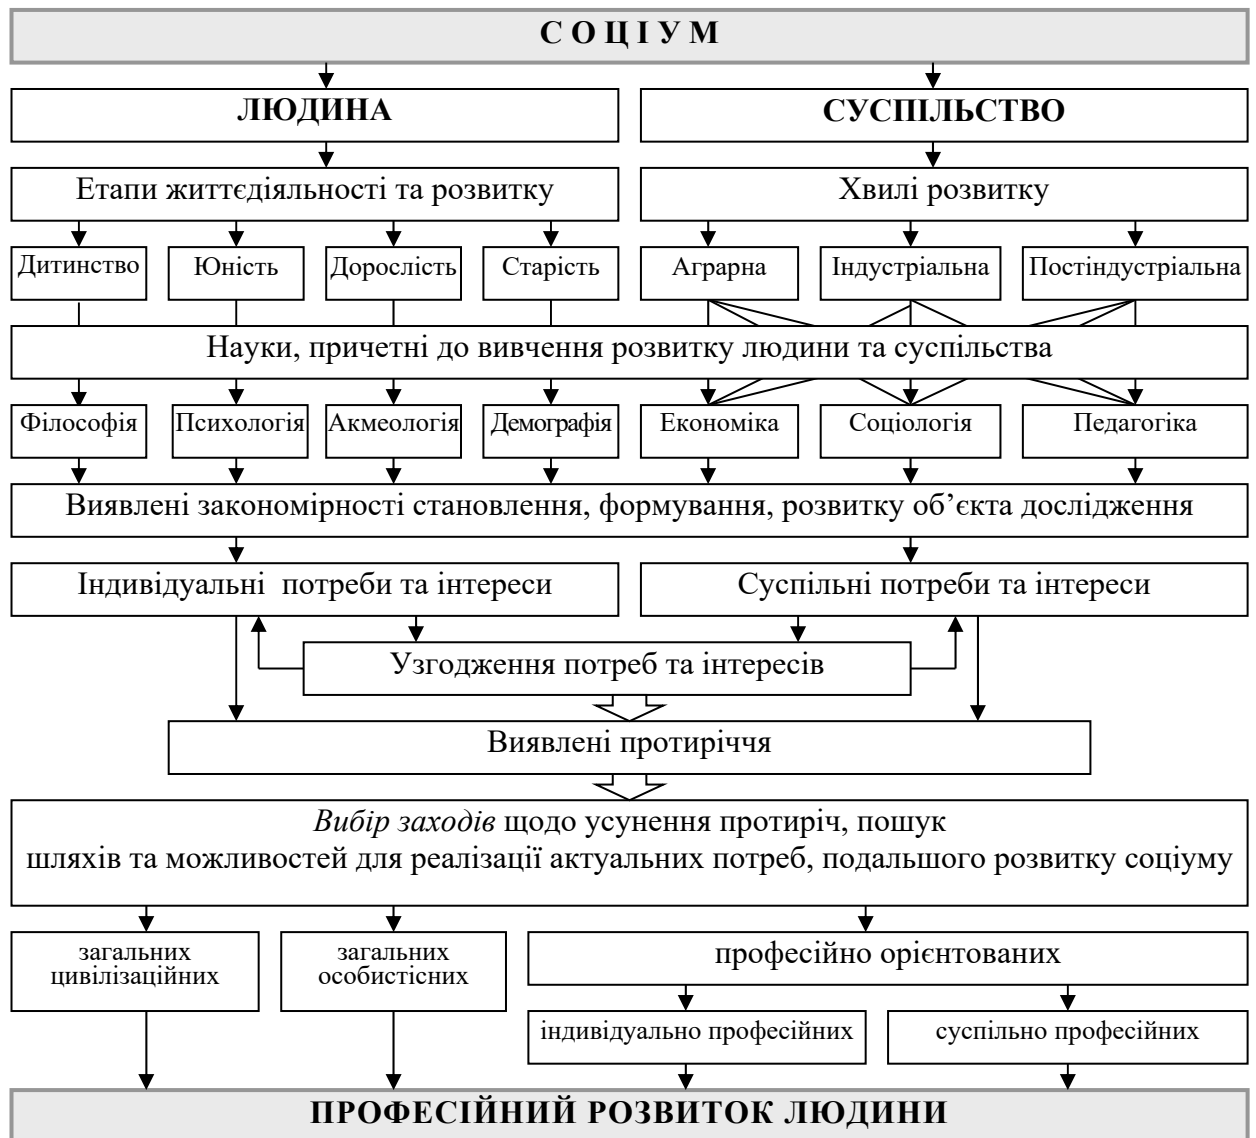 СОЦІУМ
ЛЮДИНА
СУСПІЛЬСТВО
Етапи життєдіяльності та розвитку
Хвилі розвитку
Дитинство
Юність
Дорослість
Старість
Аграрна
Індустріальна
Постіндустріальна
Науки, причетні до вивчення розвитку людини та суспільства
Філософія
Психологія
Акмеологія
Демографія
Економіка
Соціологія
Педагогіка
Виявлені закономірності становлення, формування, розвитку об’єкта дослідження
Індивідуальні потреби та інтереси
Суспільні потреби та інтереси
Узгодження потреб та інтересів
Виявлені протиріччя
Вибір заходів щодо усунення протиріч, пошук
шляхів та можливостей для реалізації актуальних потреб, подальшого розвитку соціуму
загальних
цивілізаційних
загальних
особистісних
професійно орієнтованих
індивідуально професійних
суспільно професійних
ПРОФЕСІЙНИЙ РОЗВИТОК ЛЮДИНИ